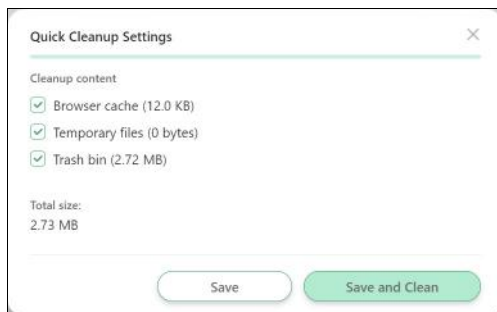 Quick Cleanup Settings
Cleanup content
Browser cache (12.0 KB)
Temporary files (0 bytes)
Trash bin (2.72 MB)
Total size:
2.73 MB
Save
Save and Clean